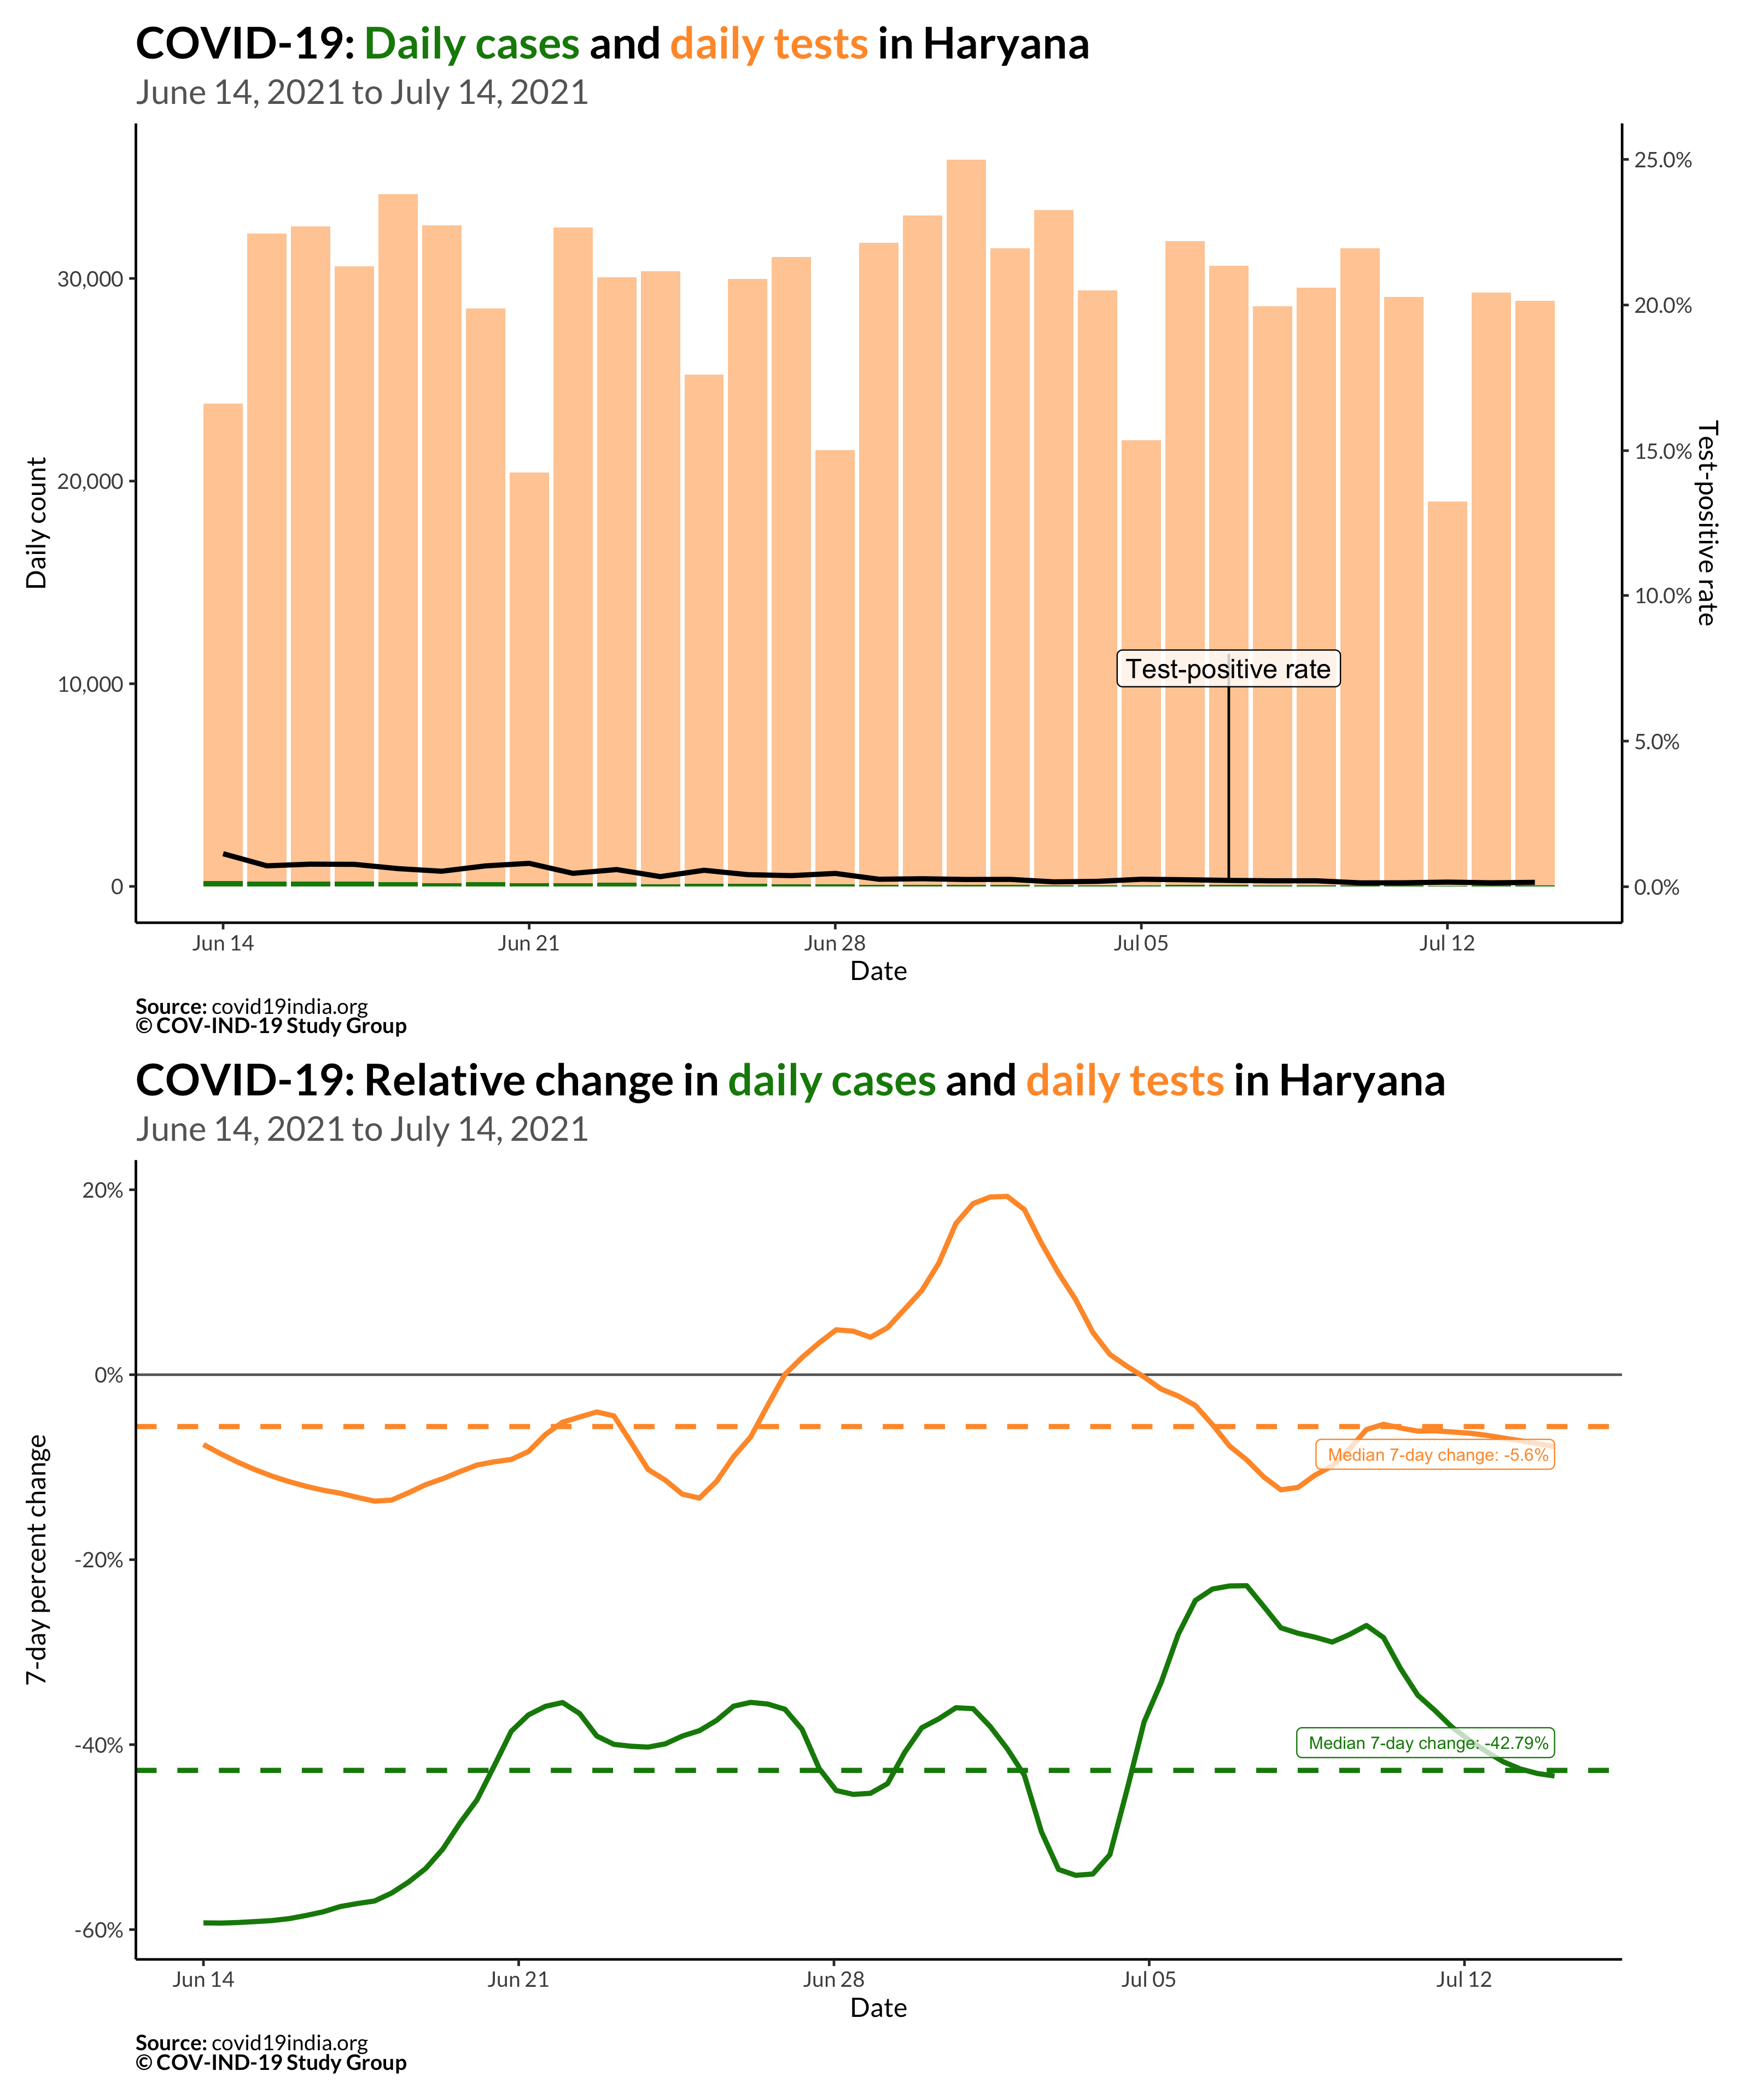 COVID-19: Daily cases and daily tests in Haryana
June 14, 2021 to July 14, 2021
Daily count
30,000
20,000
10,000
0
25.0%
20.0%
15.0%
10.0%
5.0%
0.0%
Test-positive rate
Test-positive rate
Jun 14
Jun 21
Jun 28
Jul 05
Jul 12
Date
Source: covid19india.org
© COV-IND-19 Study Group
COVID-19: Relative change in daily cases and daily tests in Haryana
June 14, 2021 to July 14, 2021
7-day percent change
20%
0%
-20%
-40%
-60%
Median 7-day change: -5.6%
Median 7-day change: -42.79%
Jun 14
Jun 21
Jun 28
Jul 05
Jul 12
Date
Source: covid19india.org
© COV-IND-19 Study Group